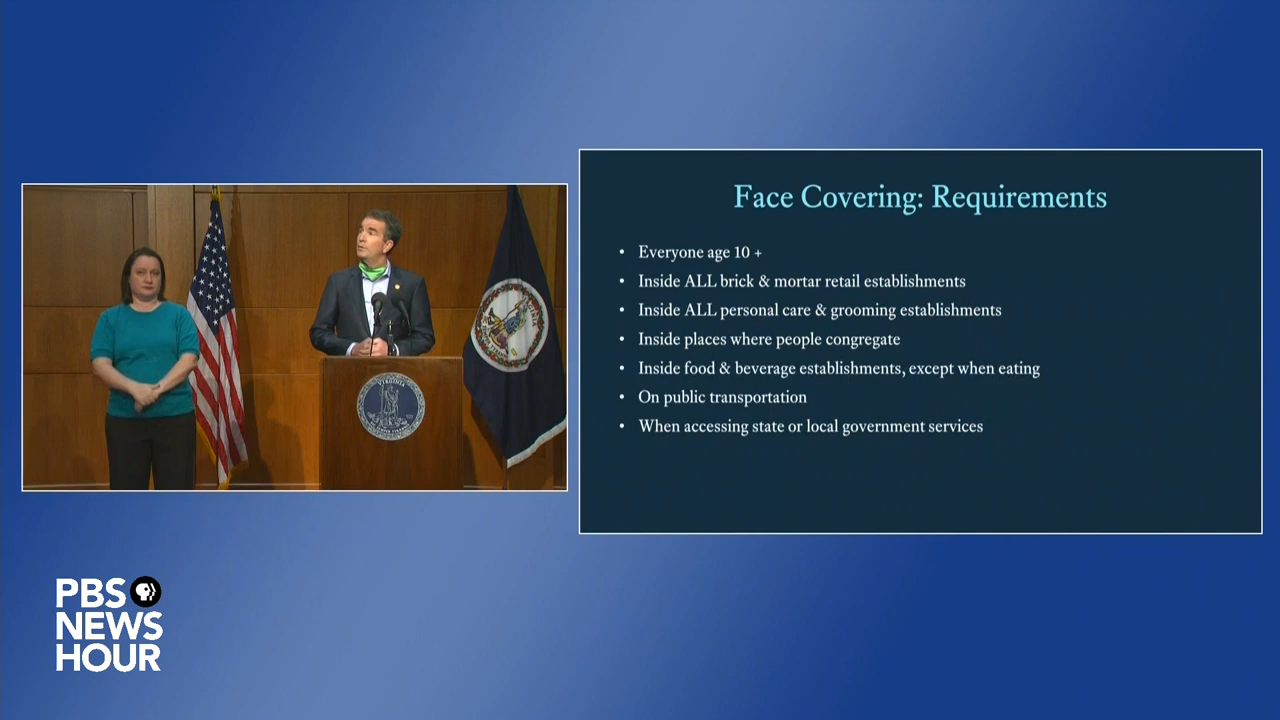 VIRGINIA
VIRGINIA
Face Covering: Requirements
• Everyone age 10 +
• Inside ALL brick & mortar retail establishments
• Inside ALL personal care & grooming establishments
• Inside places where people congregate
• Inside food & beverage establishments, except when eating
• On public transportation
• When accessing state or local government services
PBS
NEWS
HOUR